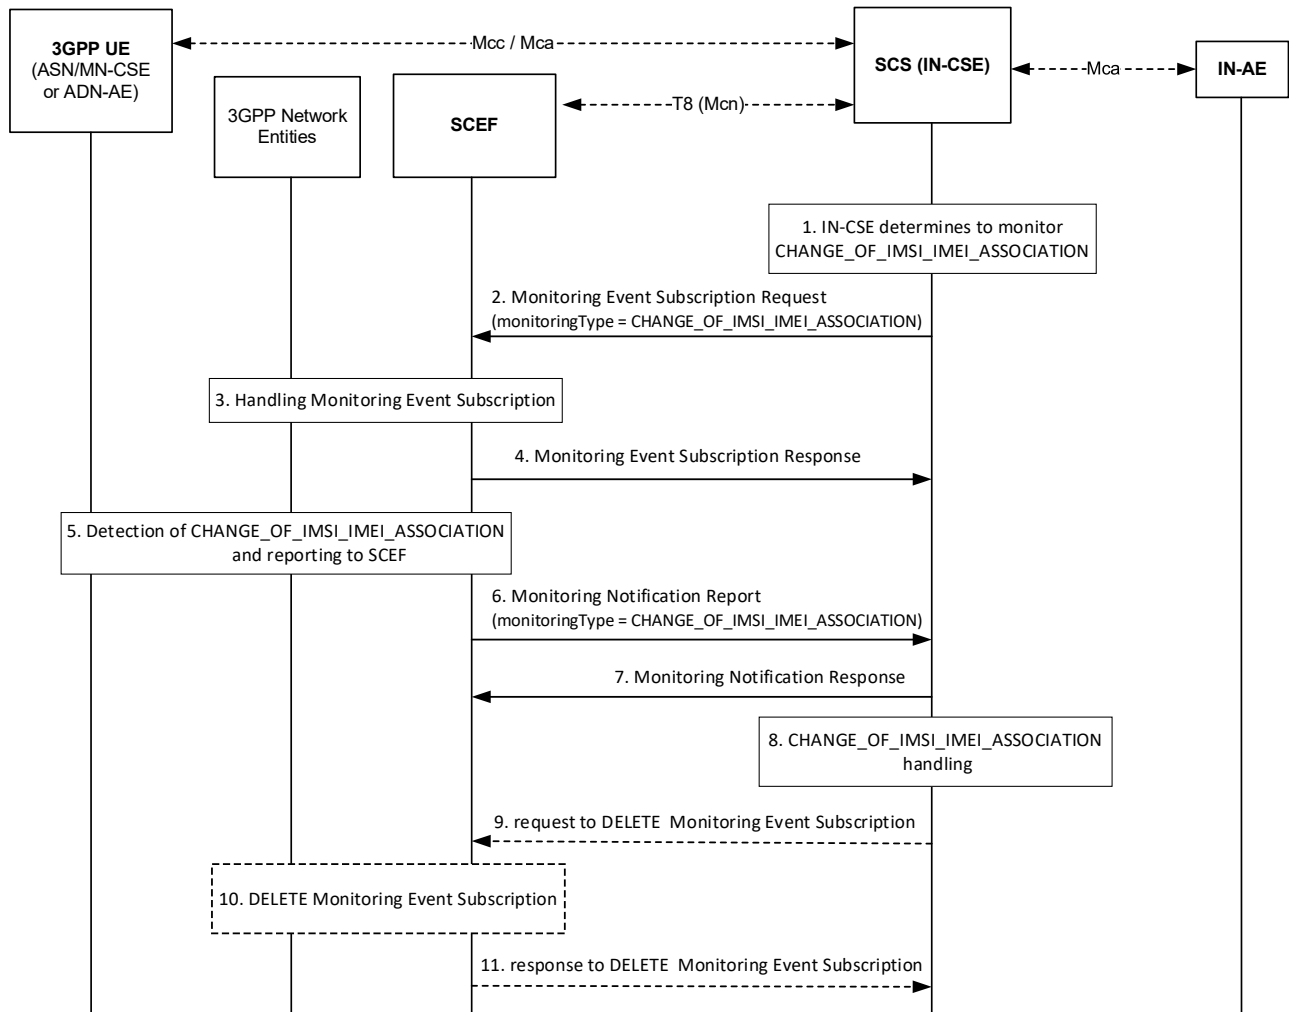 3GPP UE
(ASN/MN-CSE
or ADN-AE)
Mcc / Mca
SCS (IN-CSE)
Mca
IN-AE
3GPP Network
Entities
SCEF
T8 (Mcn)
1. IN-CSE determines to monitor
CHANGE_OF_IMSI_IMEI_ASSOCIATION
2. Monitoring Event Subscription Request
(monitoringType = CHANGE_OF_IMSI_IMEI_ASSOCIATION)
3. Handling Monitoring Event Subscription
4. Monitoring Event Subscription Response
5. Detection of CHANGE_OF_IMSI_IMEI_ASSOCIATION
and reporting to SCEF
6. Monitoring Notification Report
(monitoringType = CHANGE_OF_IMSI_IMEI_ASSOCIATION)
7. Monitoring Notification Response
8. CHANGE_OF_IMSI_IMEI_ASSOCIATION
handling
9. request to DELETE  Monitoring Event Subscription
10. DELETE Monitoring Event Subscription
11. response to DELETE  Monitoring Event Subscription